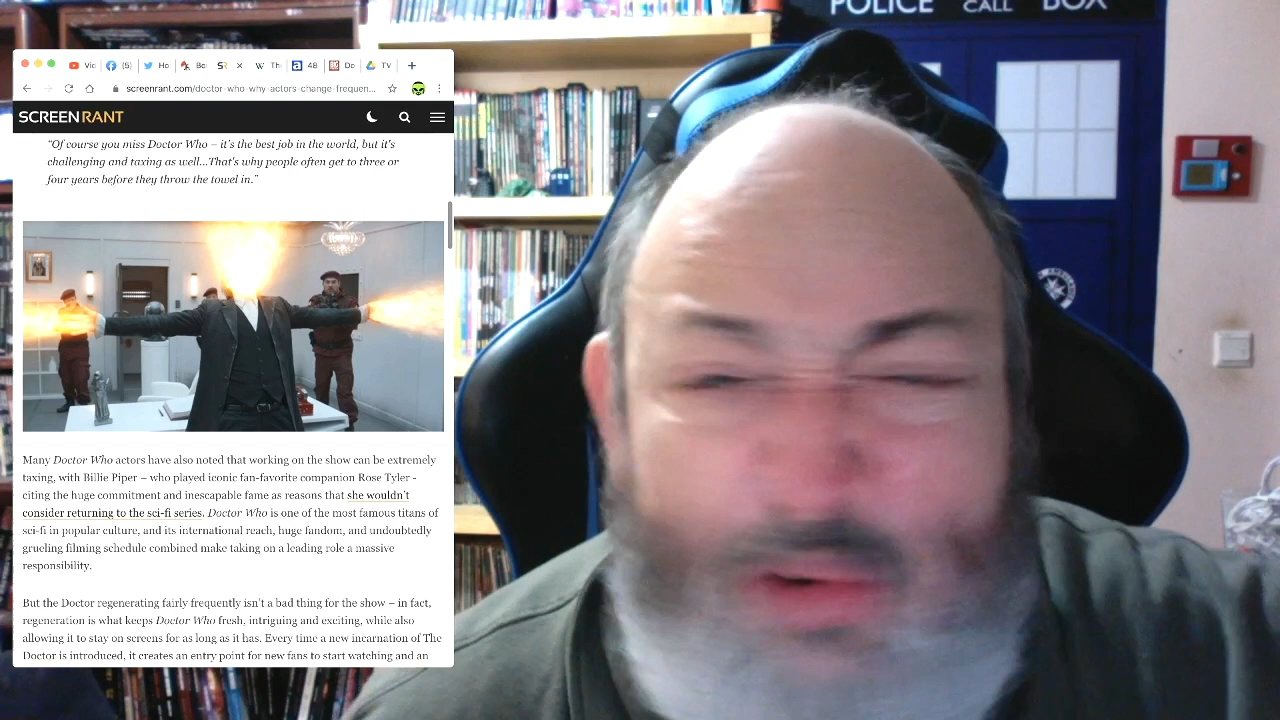 POLICE CALL BOX
Vic
(5)
Ho
Bo
SR
W Th
a 48
Do
TV
screenrant.com/doctor-who-why-actors-change-frequen...
SCREENRANT
"Of course you miss Doctor Who – it's the best job in the world, but it's
challenging and taxing as well...That's why people often get to three or
four years before they throw the towel in."
Many Doctor Who actors have also noted that working on the show can be extremely
taxing, with Billie Piper – who played iconic fan-favorite companion Rose Tyler -
citing the huge commitment and inescapable fame as reasons that she wouldn't
consider returning to the sci-fi series. Doctor Who is one of the most famous titans of
sci-fi in popular culture, and its international reach, huge fandom, and undoubtedly
grueling filming schedule combined make taking on a leading role a massive
responsibility.
But the Doctor regenerating fairly frequently isn't a bad thing for the show – in fact,
regeneration is what keeps Doctor Who fresh, intriguing and exciting, while also
allowing it to stay on screens for as long as it has. Every time a new incarnation of The
Doctor is introduced, it creates an entry point for new fans to start watching and an